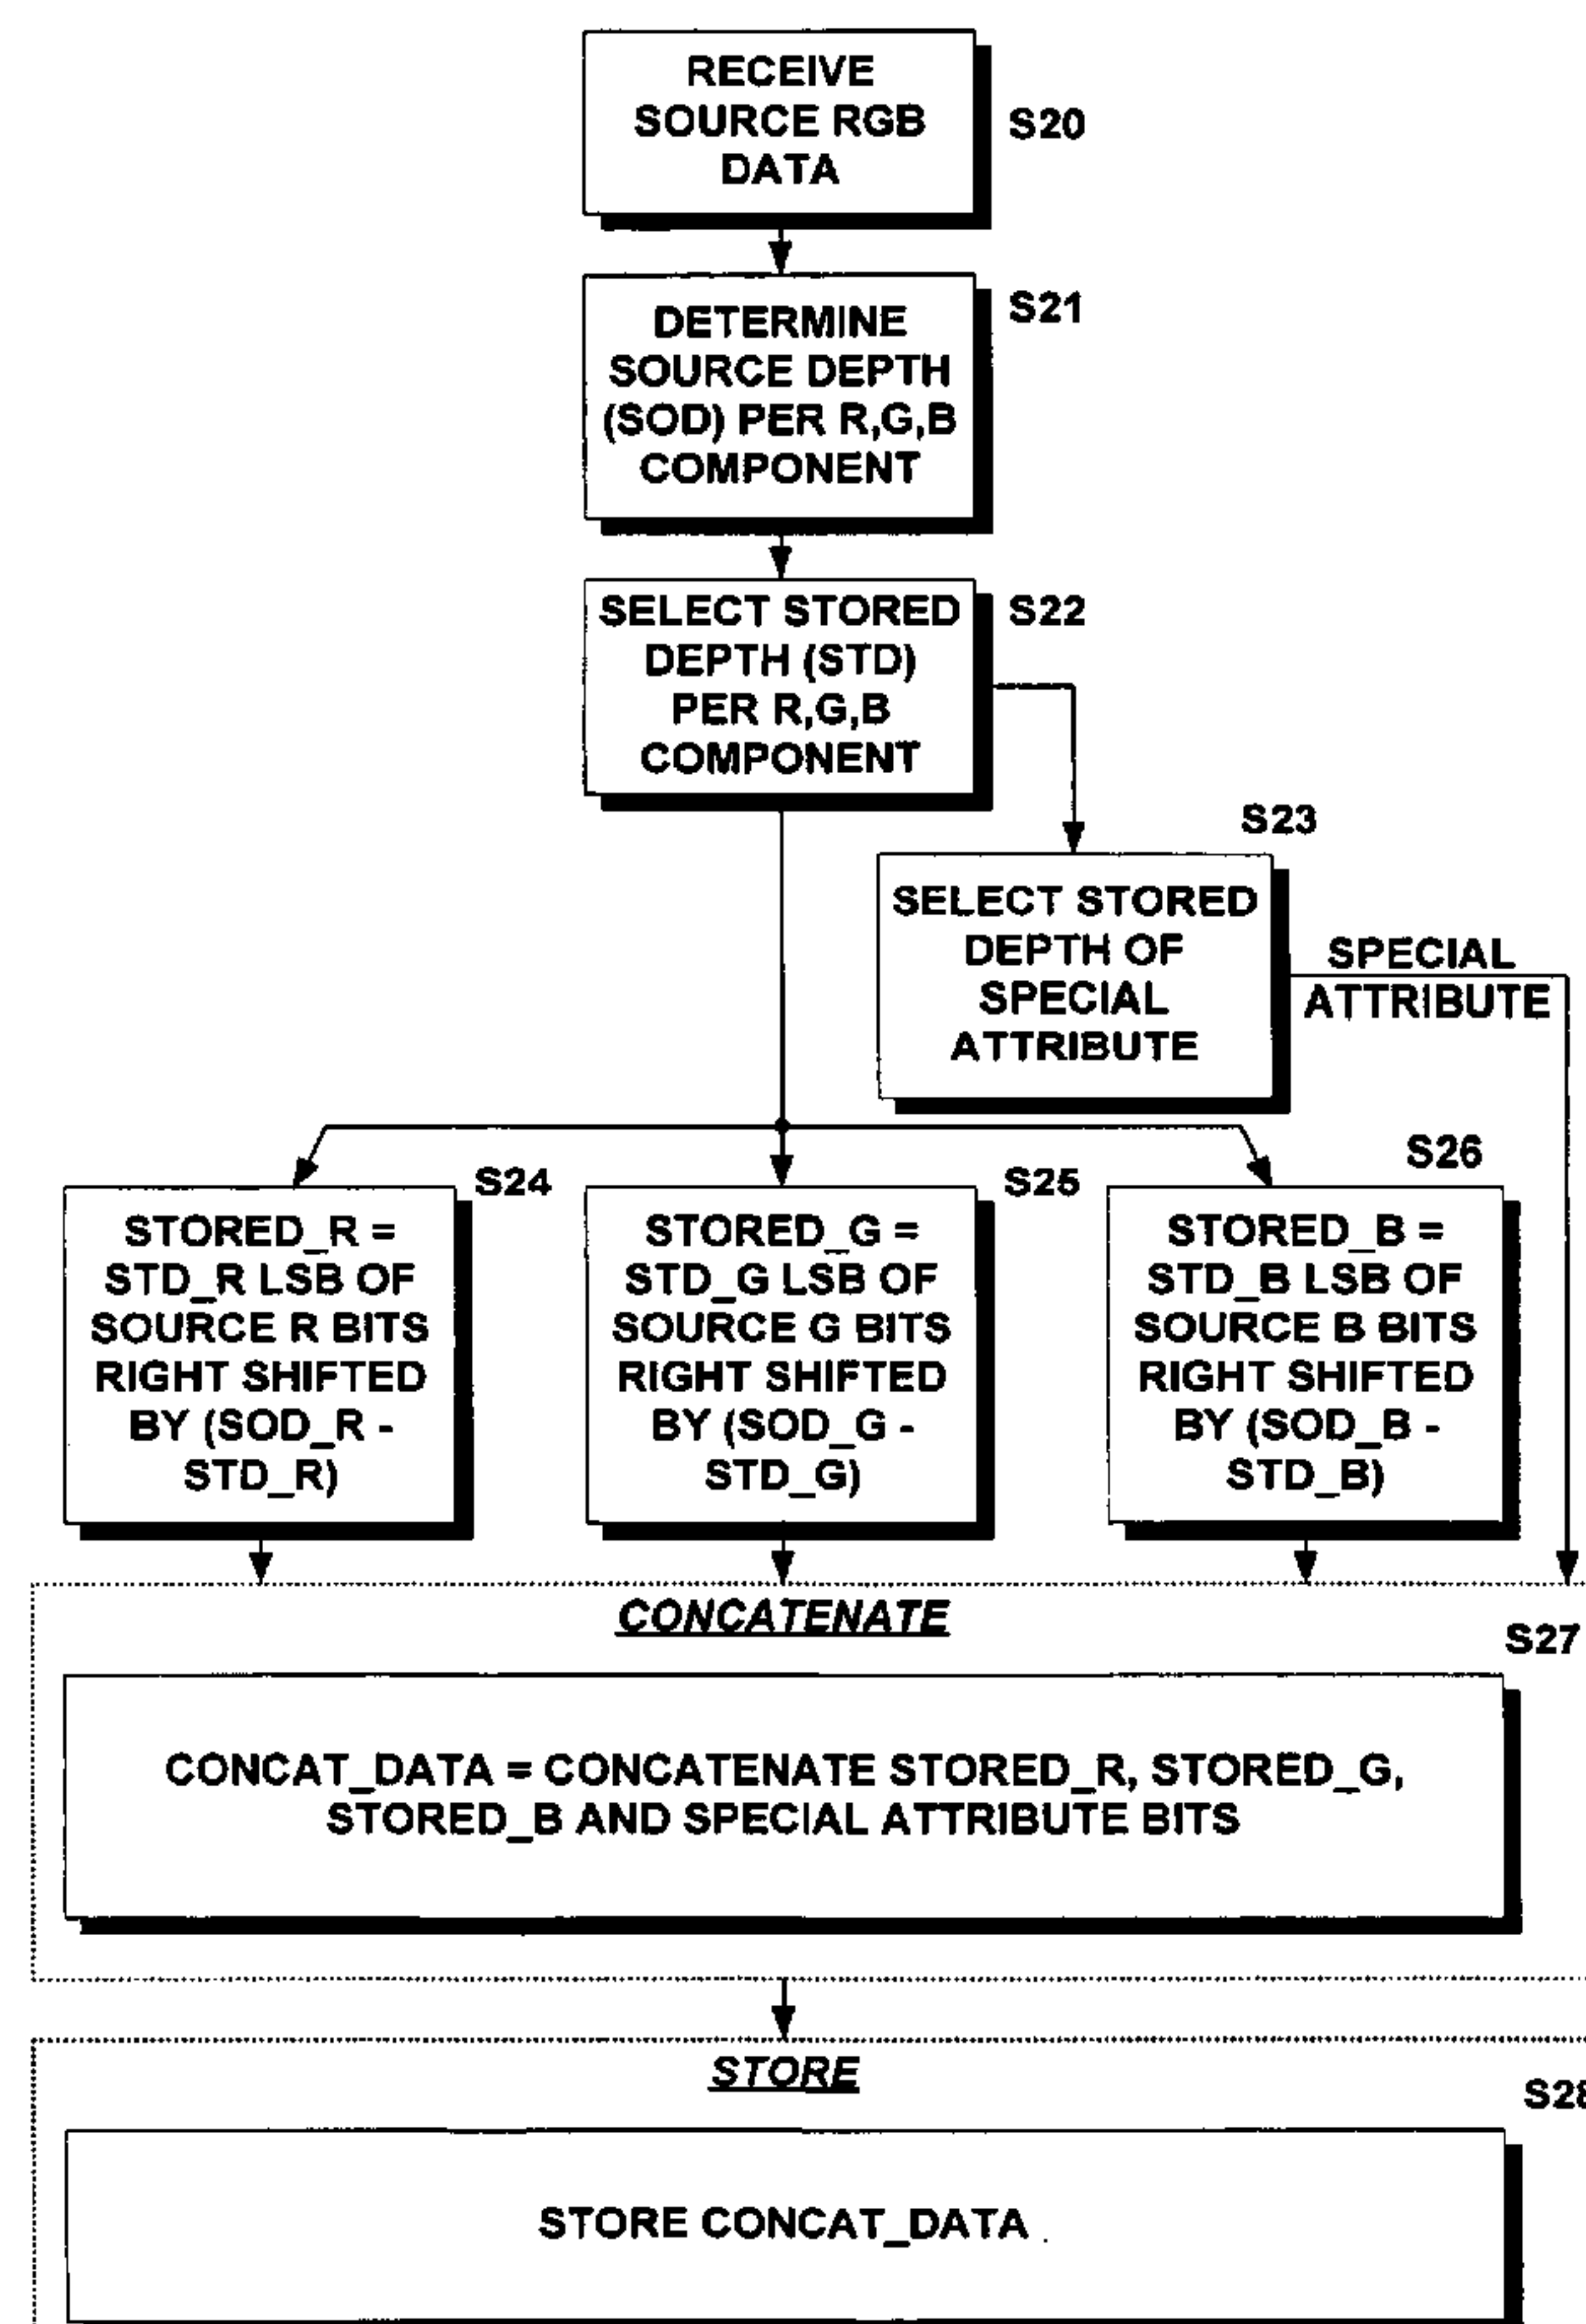 RECEIVE
SOURCE RGB
DATA
S20
DETERMINE
SOURCE DEPTH
(SOD) PER R,G,B
COMPONENT
S21
SELECT STORED
DEPTH (STD)
PER R,G,B
COMPONENT
S22
S23
SELECT STORED
DEPTH OF
SPECIAL
ATTRIBUTE
SPECIAL
ATTRIBUTE
S24
STORED_R =
STD_R LSB OF
SOURCE R BITS
RIGHT SHIFTED
BY (SOD_R -
STD_R)
S25
STORED_G =
STD_G LSB OF
SOURCE G BITS
RIGHT SHIFTED
BY (SOD_G -
STD_G)
S26
STORED_B =
STD_B LSB OF
SOURCE B BITS
RIGHT SHIFTED
BY (SOD_B -
STD_B)
CONCATENATE
S27
CONCAT_DATA = CONCATENATE STORED_R, STORED_G,
STORED_B AND SPECIAL ATTRIBUTE BITS
STORE
S28
STORE CONCAT_DATA